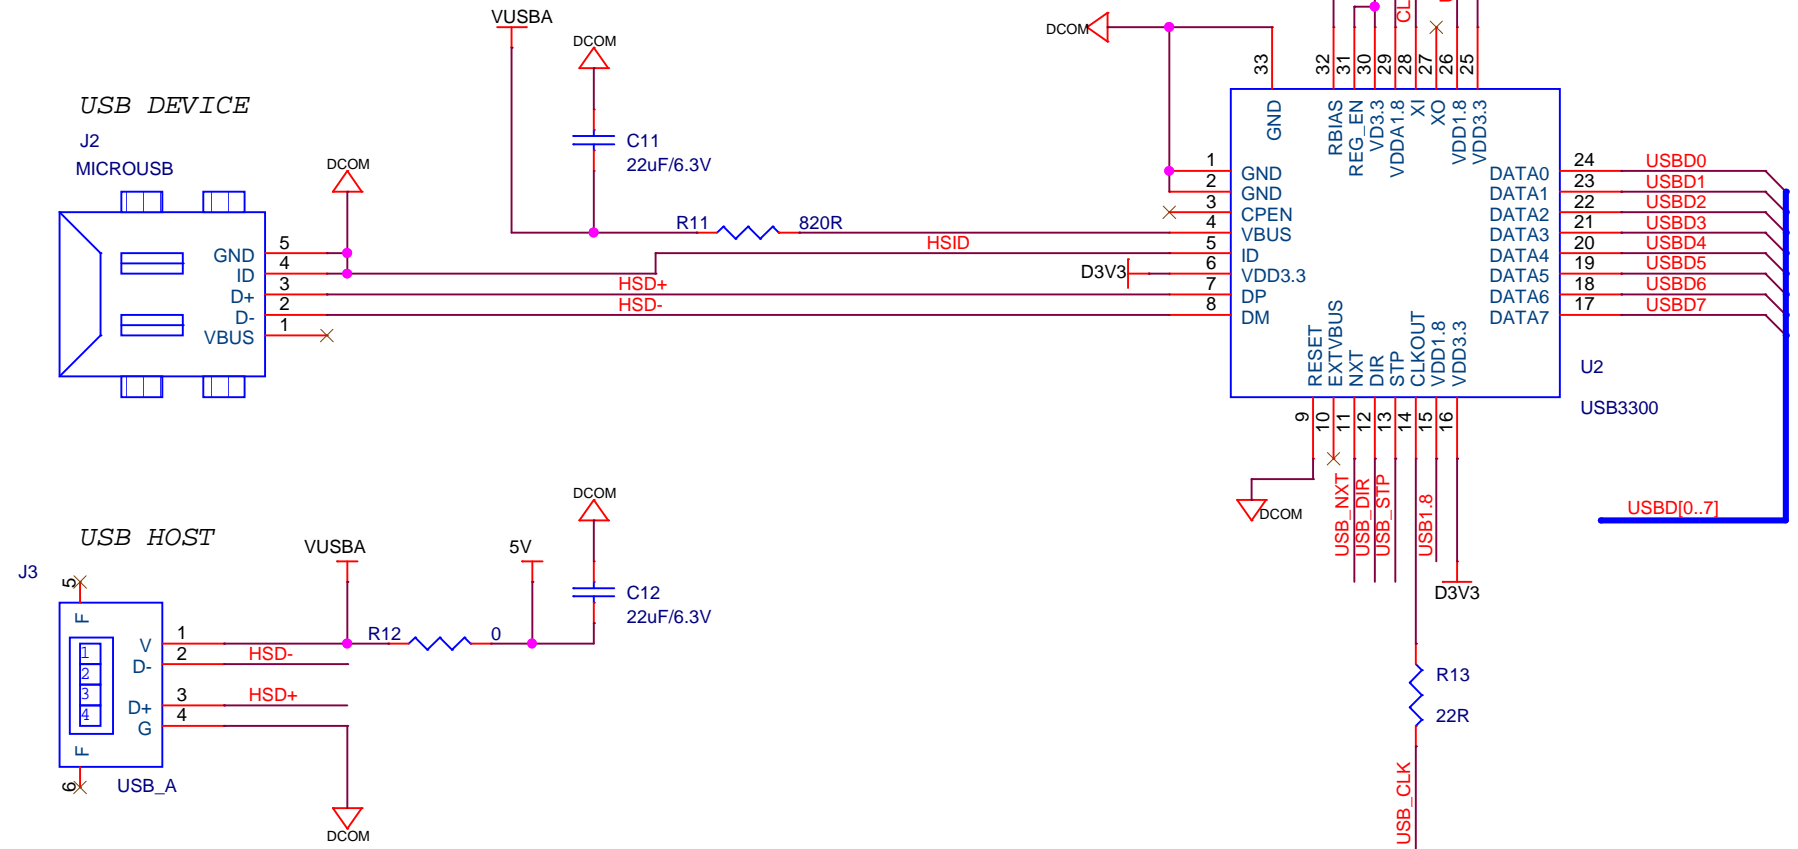 VUSBA
DCOM
C11
22uF/6.3V
USB DEVICE
J2
MICROUSB
DCOM
GND 5
ID 4
D+ 3
D- 2
VBUS 1
R11 820R
HSID
D3V3
HSD+
HSD-
DCOM
33 32 31 30 29 28 27 26 25
CL
GND RBIAS REG_EN VD3.3 VDDA1.8 XI XO VDD1.8 VDD3.3
1 GND
2 GND
3 CPEN
4 VBUS
5 ID
6 VDD3.3
7 DP
8 DM
DATA0 24 USBD0
DATA1 23 USBD1
DATA2 22 USBD2
DATA3 21 USBD3
DATA4 20 USBD4
DATA5 19 USBD5
DATA6 18 USBD6
DATA7 17 USBD7
RESET EXTVBUS NXT DIR STP CLKOUT VDD1.8 VDD3.3
9 10 11 12 13 14 15 16
U2
USB3300
DCOM
USB_NXT
USB_DIR
USB_STP
USB1.8
D3V3
USBD[0..7]
R13
22R
USB_CLK
USB HOST
J3
VUSBA
5V
DCOM
C12
22uF/6.3V
R12 0
5
F
1
2
3
4
V 1
D- 2 HSD-
D+ 3 HSD+
G 4
F
6
USB_A
DCOM